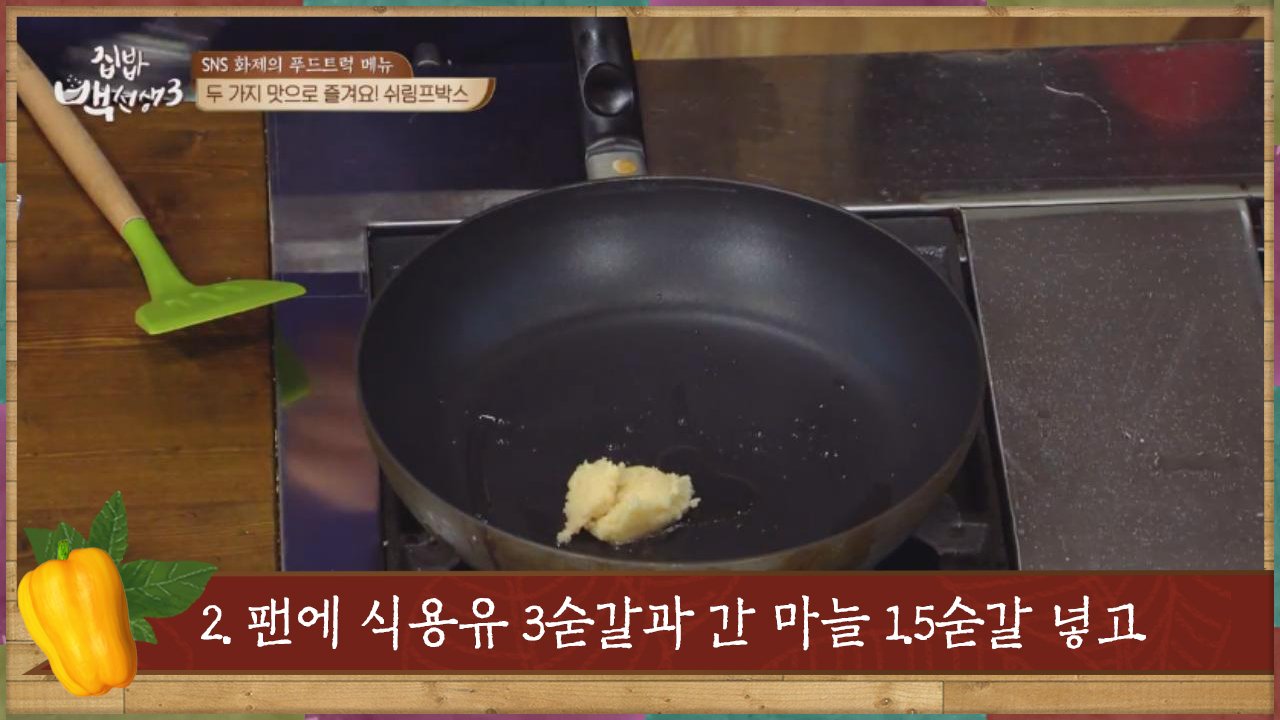 집밥
백선생3
SNS 화제의 푸드트럭 메뉴
두 가지 맛으로 즐겨요! 쉬림프박스
2. 팬에 식용유 3숟갈과 간 마늘 1.5숟갈 넣고